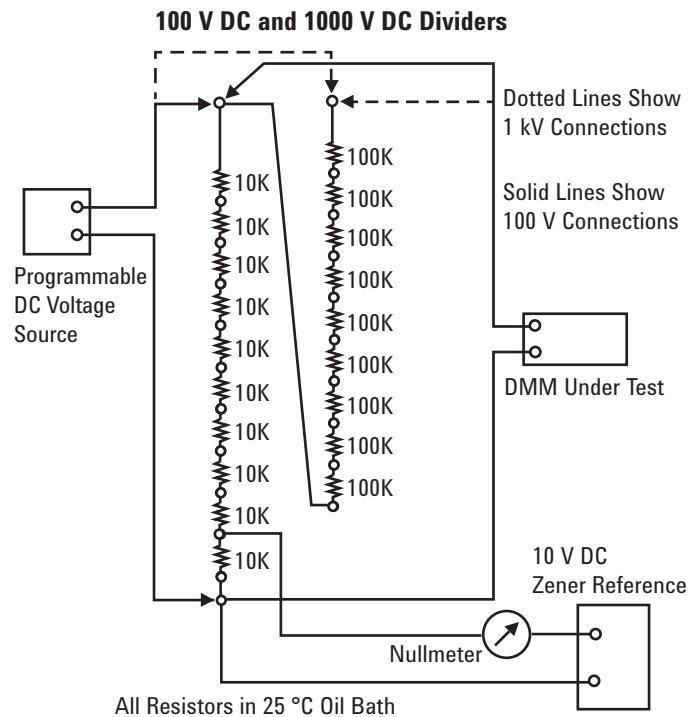 100 V DC and 1000 V DC Dividers
Dotted Lines Show
1 kV Connections
Solid Lines Show
100 V Connections
Programmable
DC Voltage
Source
10K
10K
10K
10K
10K
10K
10K
10K
10K
10K
100K
100K
100K
100K
100K
100K
100K
100K
100K
DMM Under Test
10 V DC
Zener Reference
Nullmeter
All Resistors in 25 °C Oil Bath